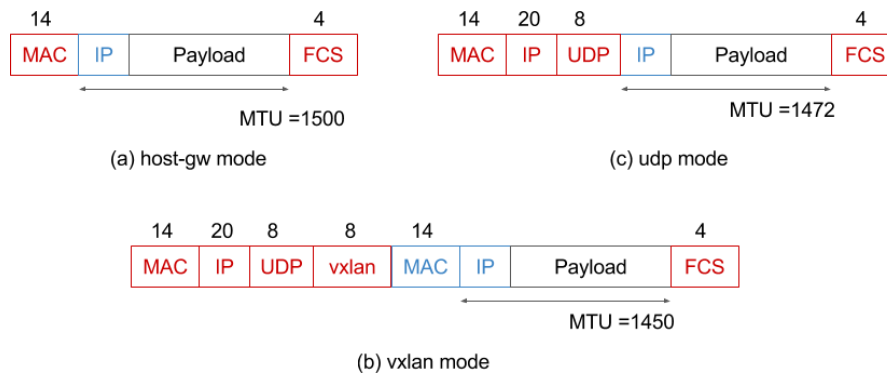 14 4
MAC IP Payload FCS
MTU =1500
(a) host-gw mode
14 20 8 4
MAC IP UDP IP Payload FCS
MTU =1472
(c) udp mode
14 20 8 8 14 4
MAC IP UDP vxlan MAC IP Payload FCS
MTU =1450
(b) vxlan mode